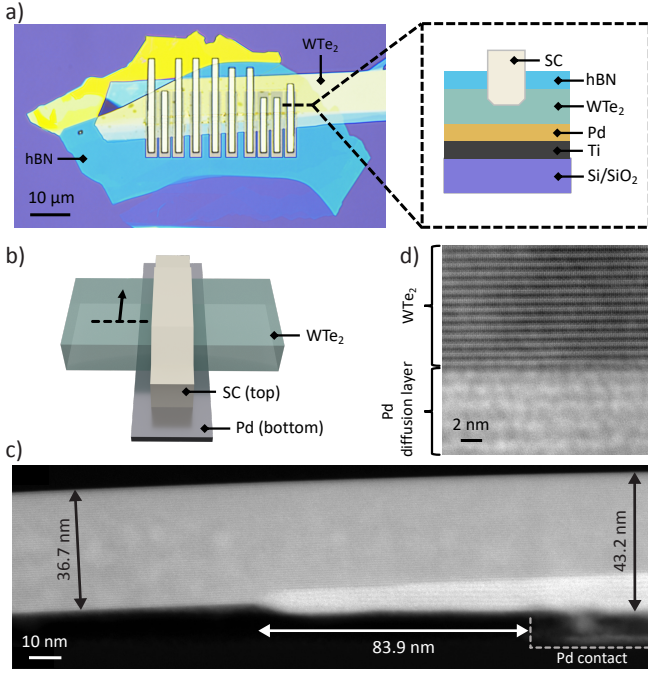 a)
WTe₂
hBN
10 µm
SC
hBN
WTe₂
Pd
Ti
Si/SiO₂
b)
WTe₂
SC (top)
Pd (bottom)
d)
WTe₂
Pd
diffusion layer
2 nm
c)
36.7 nm
43.2 nm
10 nm
83.9 nm
Pd contact